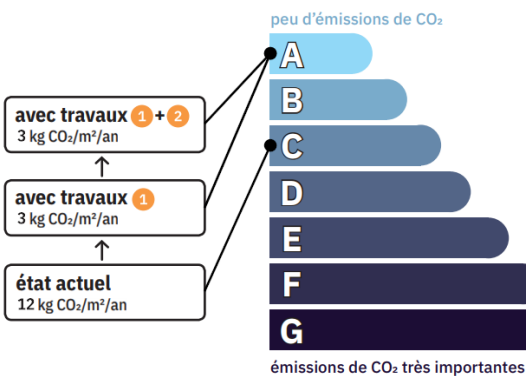 peu d'émissions de CO₂
A
B
C
D
E
F
G
émissions de CO₂ très importantes
avec travaux 1 + 2
3 kg CO₂/m²/an
avec travaux 1
3 kg CO₂/m²/an
état actuel
12 kg CO₂/m²/an